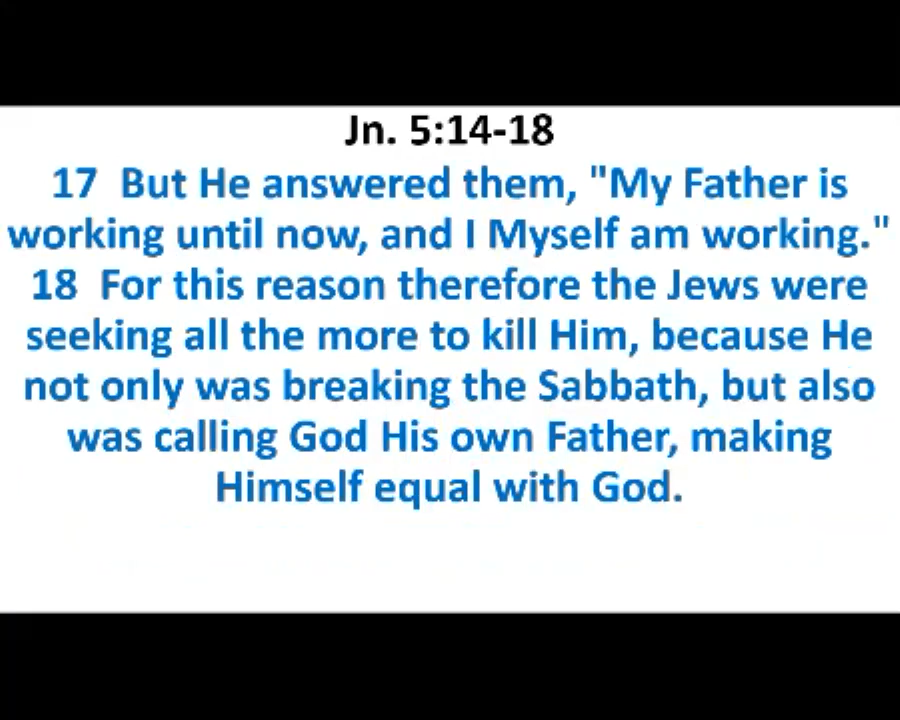 Jn. 5:14-18
17  But He answered them, "My Father is
working until now, and I Myself am working."
18  For this reason therefore the Jews were
seeking all the more to kill Him, because He
not only was breaking the Sabbath, but also
was calling God His own Father, making
Himself equal with God.